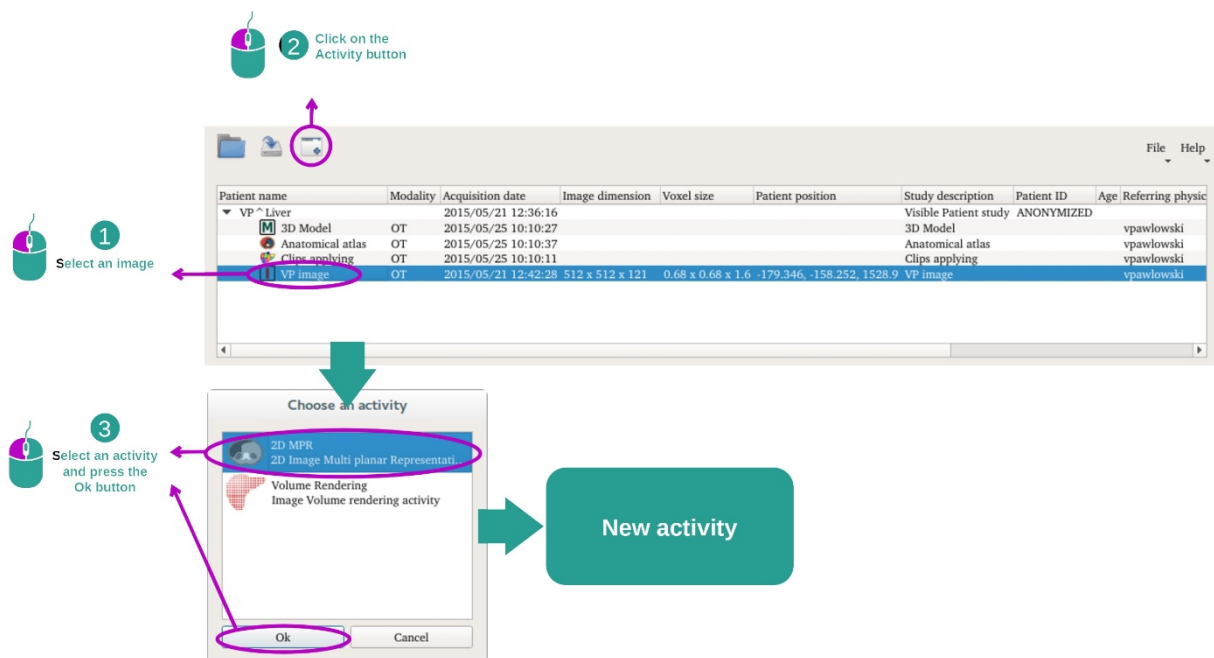 2 Click on the
Activity button
File Help
Patient name Modality Acquisition date Image dimension Voxel size Patient position Study description Patient ID Age Referring physic
VP^Liver 2015/05/21 12:36:16 Visible Patient study ANONYMIZED
M 3D Model OT 2015/05/25 10:10:27 3D Model vpawlowski
Anatomical atlas OT 2015/05/25 10:10:37 Anatomical atlas vpawlowski
Clips applying OT 2015/05/25 10:10:11 Clips applying vpawlowski
VP image OT 2015/05/21 12:42:28 512 x 512 x 121 0.68 x 0.68 x 1.6 -179.346, -158.252, 1528.9 VP image vpawlowski
1
Select an image
Choose an activity
3
Select an activity
and press the
Ok button
2D MPR
2D Image Multi planar Representati..
Volume Rendering
Image Volume rendering activity
New activity
Ok Cancel